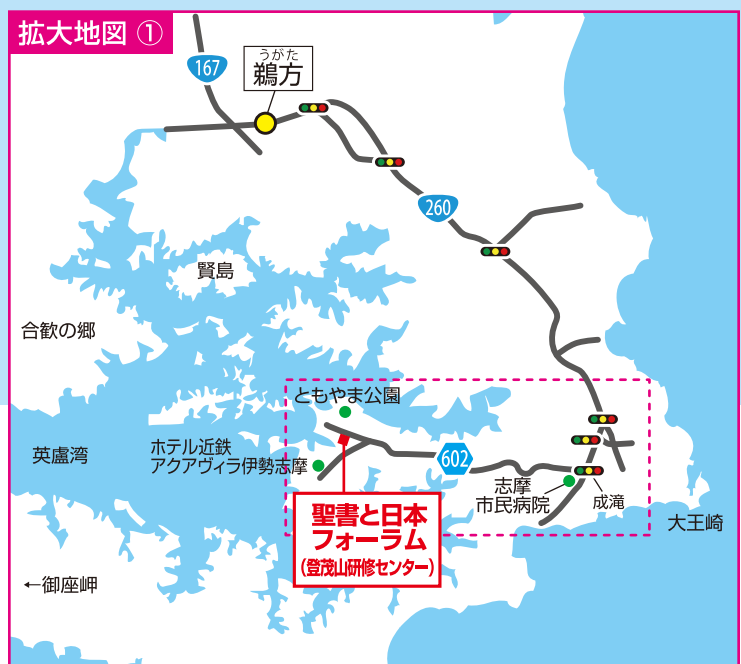 拡大地図 ①
167
うがた
鵜方
260
賢島
合歓の郷
ともやま公園
英虞湾
ホテル近鉄
アクアヴィラ伊勢志摩
602
志摩
市民病院
成滝
聖書と日本
フォーラム
(登茂山研修センター)
大王崎
←御座岬